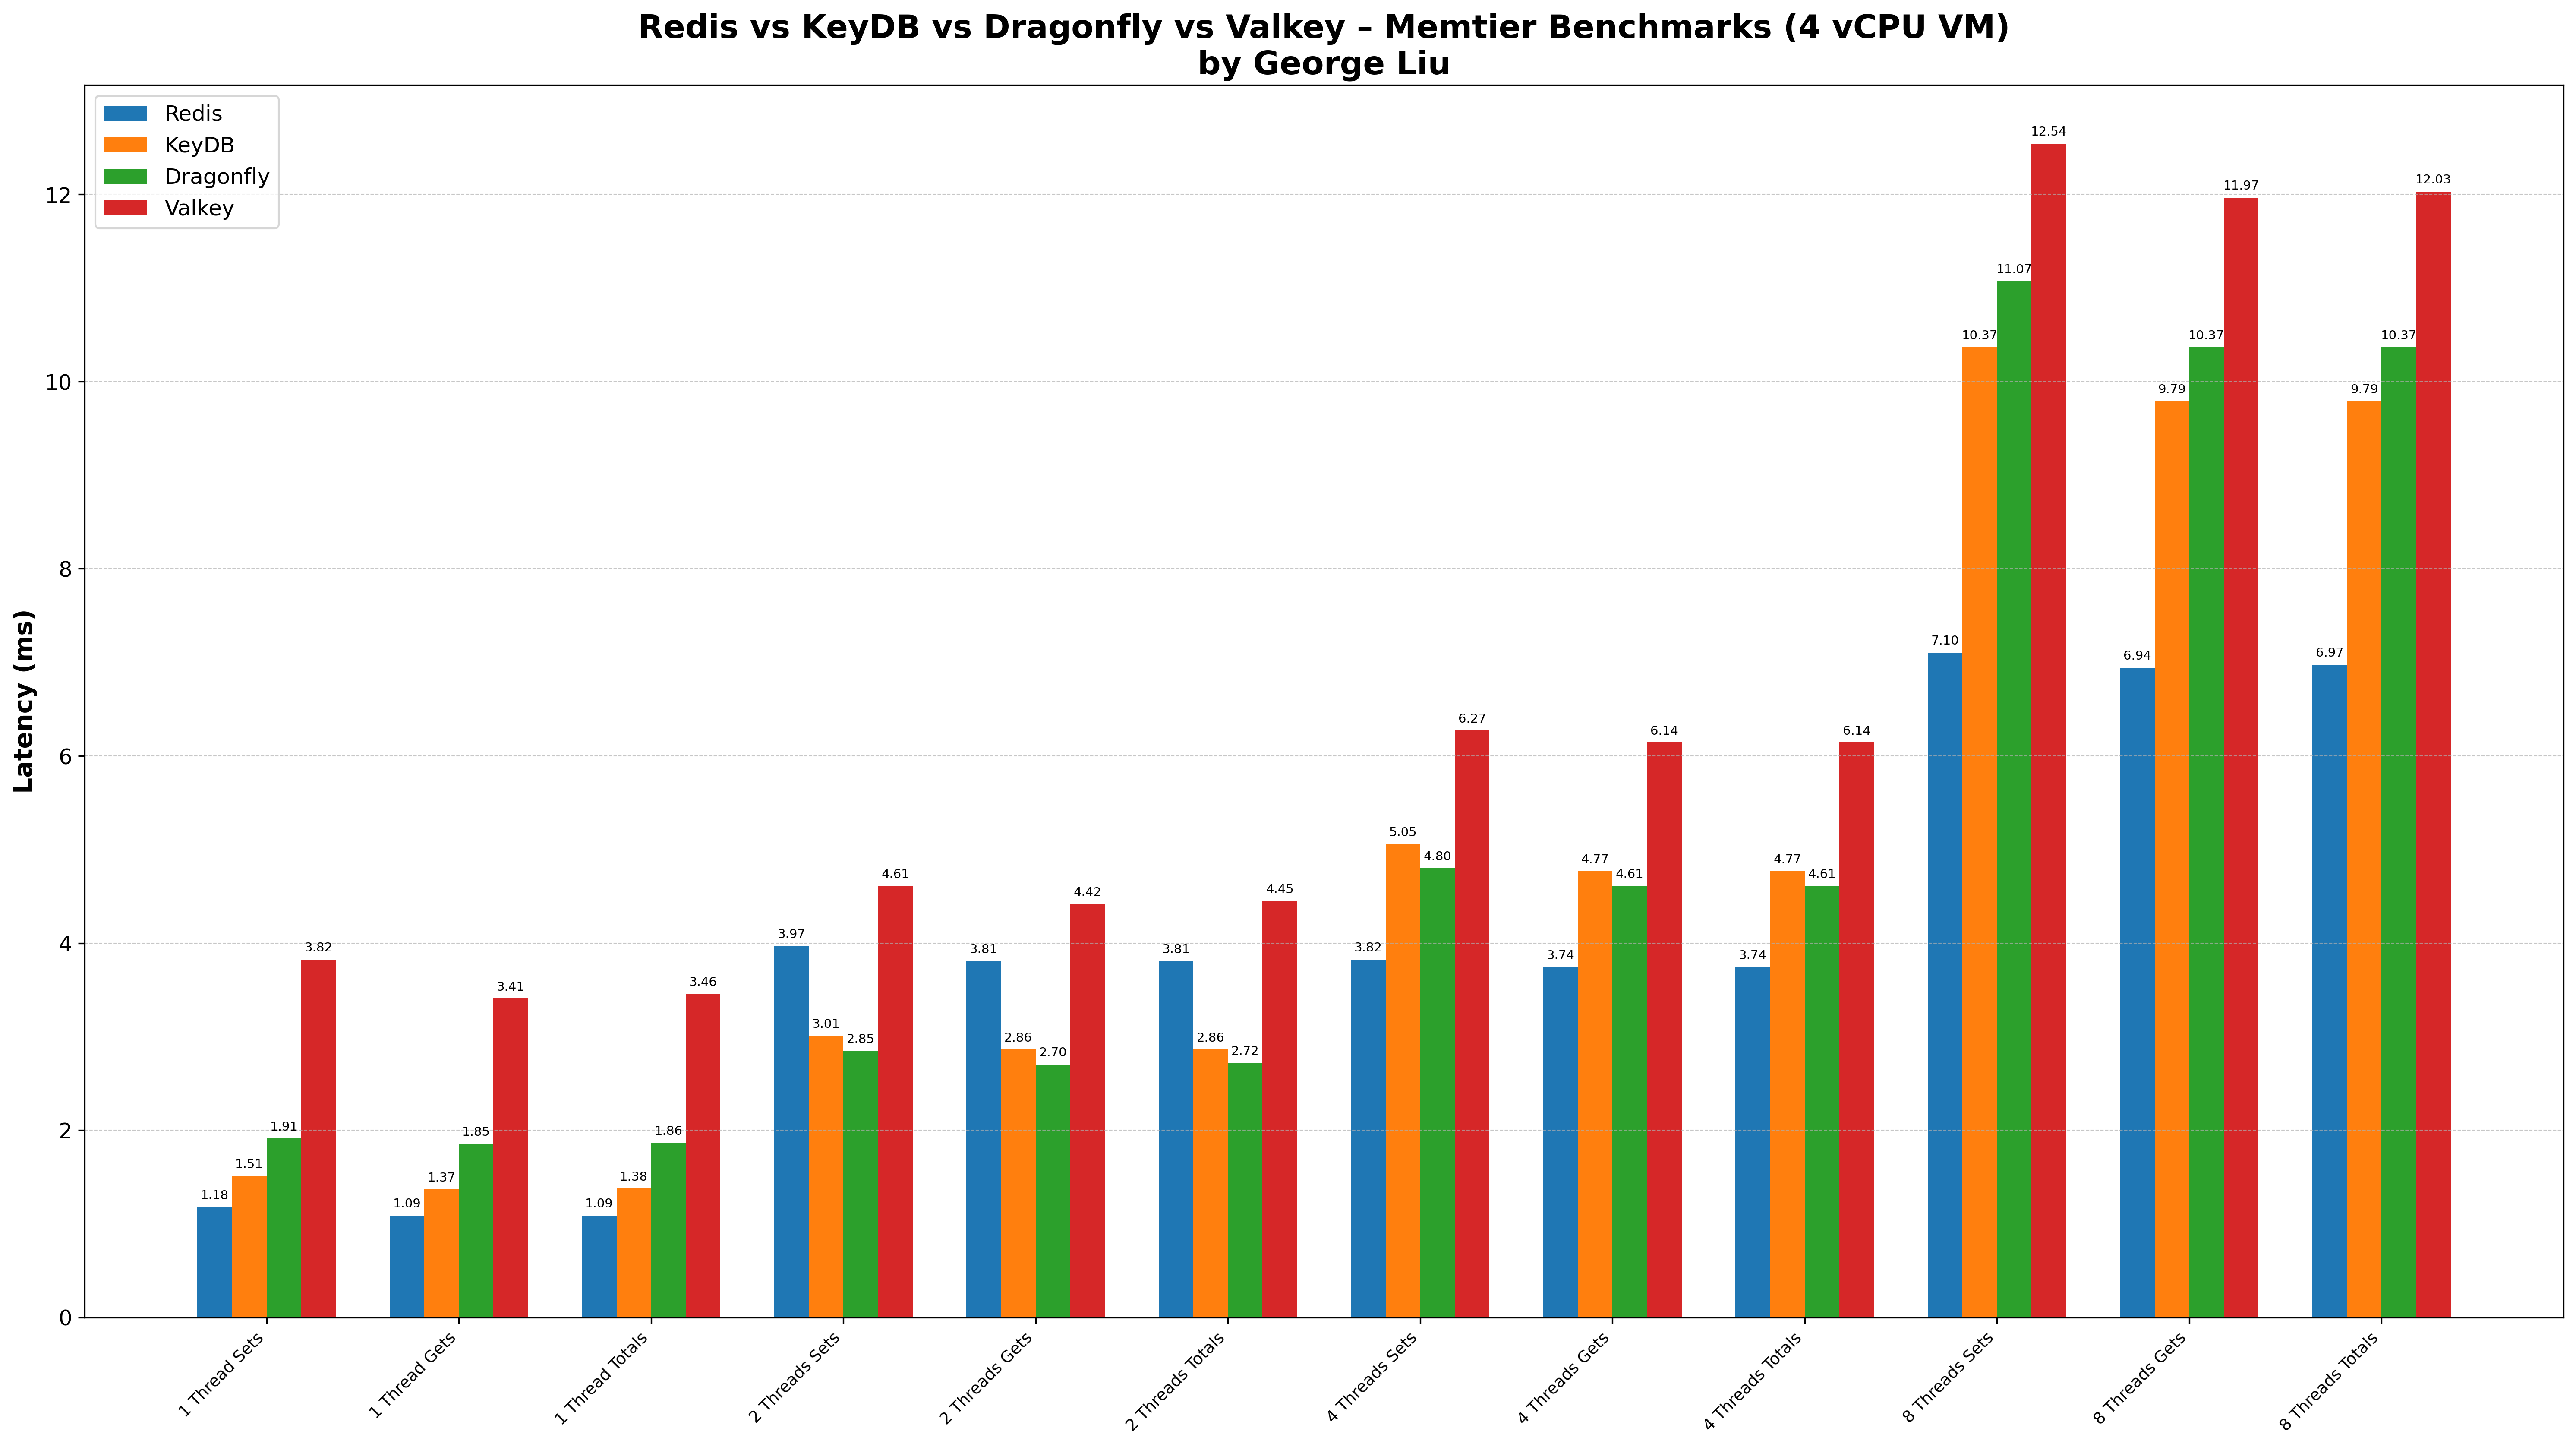 Redis vs KeyDB vs Dragonfly vs Valkey – Memtier Benchmarks (4 vCPU VM)
by George Liu
Redis
KeyDB
Dragonfly
Valkey
Latency (ms)
12
10
8
6
4
2
0
1.18
1.51
1.91
3.82
1.09
1.37
1.85
3.41
1.09
1.38
1.86
3.46
3.97
3.01
2.85
4.61
3.81
2.86
2.70
4.42
3.81
2.86
2.72
4.45
3.82
5.05
4.80
6.27
3.74
4.77
4.61
6.14
3.74
4.77
4.61
6.14
7.10
10.37
11.07
12.54
6.94
9.79
10.37
11.97
6.97
9.79
10.37
12.03
1 Thread Sets
1 Thread Gets
1 Thread Totals
2 Threads Sets
2 Threads Gets
2 Threads Totals
4 Threads Sets
4 Threads Gets
4 Threads Totals
8 Threads Sets
8 Threads Gets
8 Threads Totals